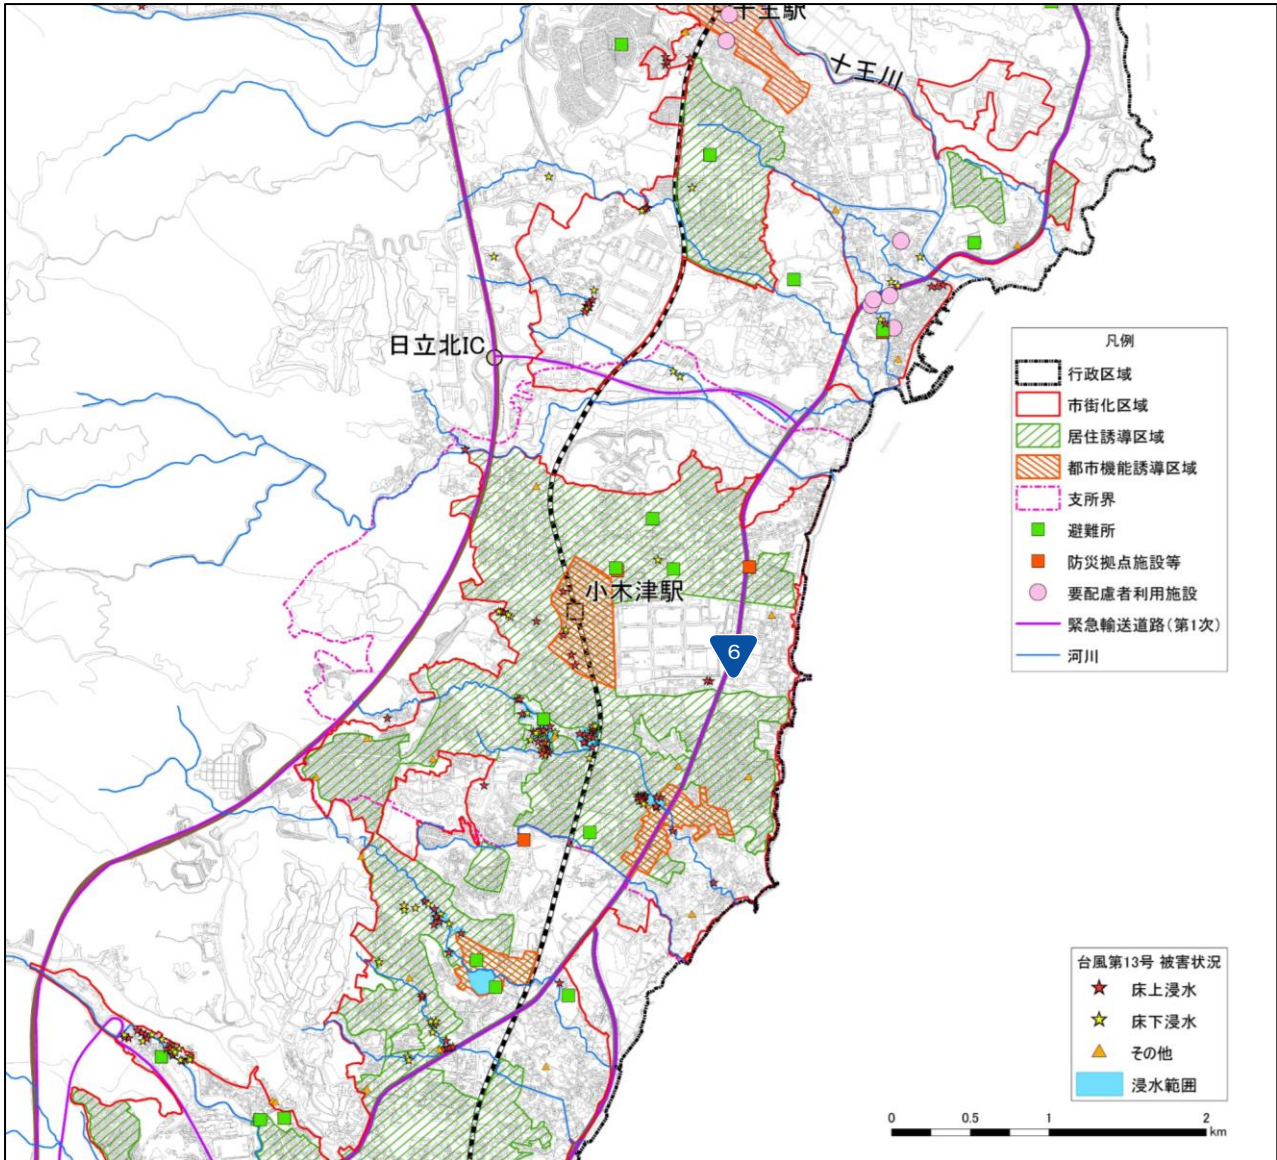 十王駅
十王川
日立北IC
小木津駅
6
凡例
行政区域
市街化区域
居住誘導区域
都市機能誘導区域
支所界
避難所
防災拠点施設等
要配慮者利用施設
緊急輸送道路(第1次)
河川
台風第13号 被害状況
床上浸水
床下浸水
その他
浸水範囲
0 0.5 1 2
km